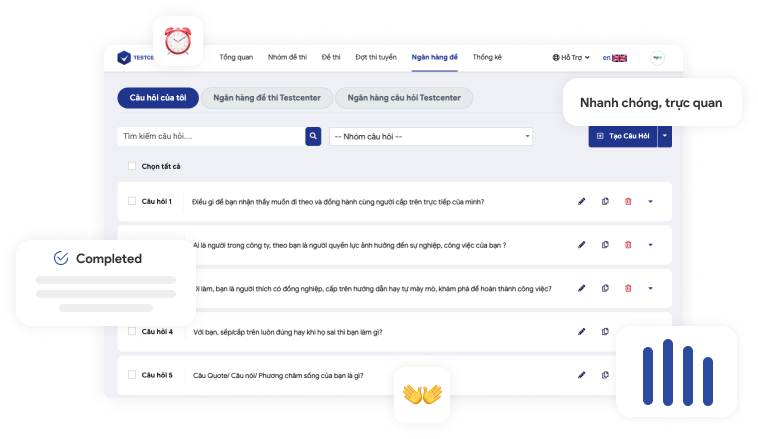 TESTCE
Tổng quan
Nhóm đề thi
Đề thi
Đợt thi tuyển
Ngân hàng đề
Thống kê
Hỗ Trợ
en
Câu hỏi của tôi
Ngân hàng đề thi Testcenter
Ngân hàng câu hỏi Testcenter
Nhanh chóng, trực quan
Tìm kiếm câu hỏi....
-- Nhóm câu hỏi --
Tạo Câu Hỏi
Chọn tất cả
Câu hỏi 1 Điều gì để bạn nhận thấy muốn đi theo và đồng hành cùng người cấp trên trực tiếp của mình?
Ai là người trong công ty, theo bạn là người quyền lực ảnh hưởng đến sự nghiệp, công việc của bạn ?
Completed
làm, bạn là người thích có đồng nghiệp, cấp trên hướng dẫn hay tự mày mò, khám phá để hoàn thành công việc?
Câu hỏi 4 Với bạn, sếp/cấp trên luôn đúng hay khi họ sai thì bạn làm gì?
Câu hỏi 5 Câu Quote/ Câu nói/ Phương châm sống của bạn là gì?